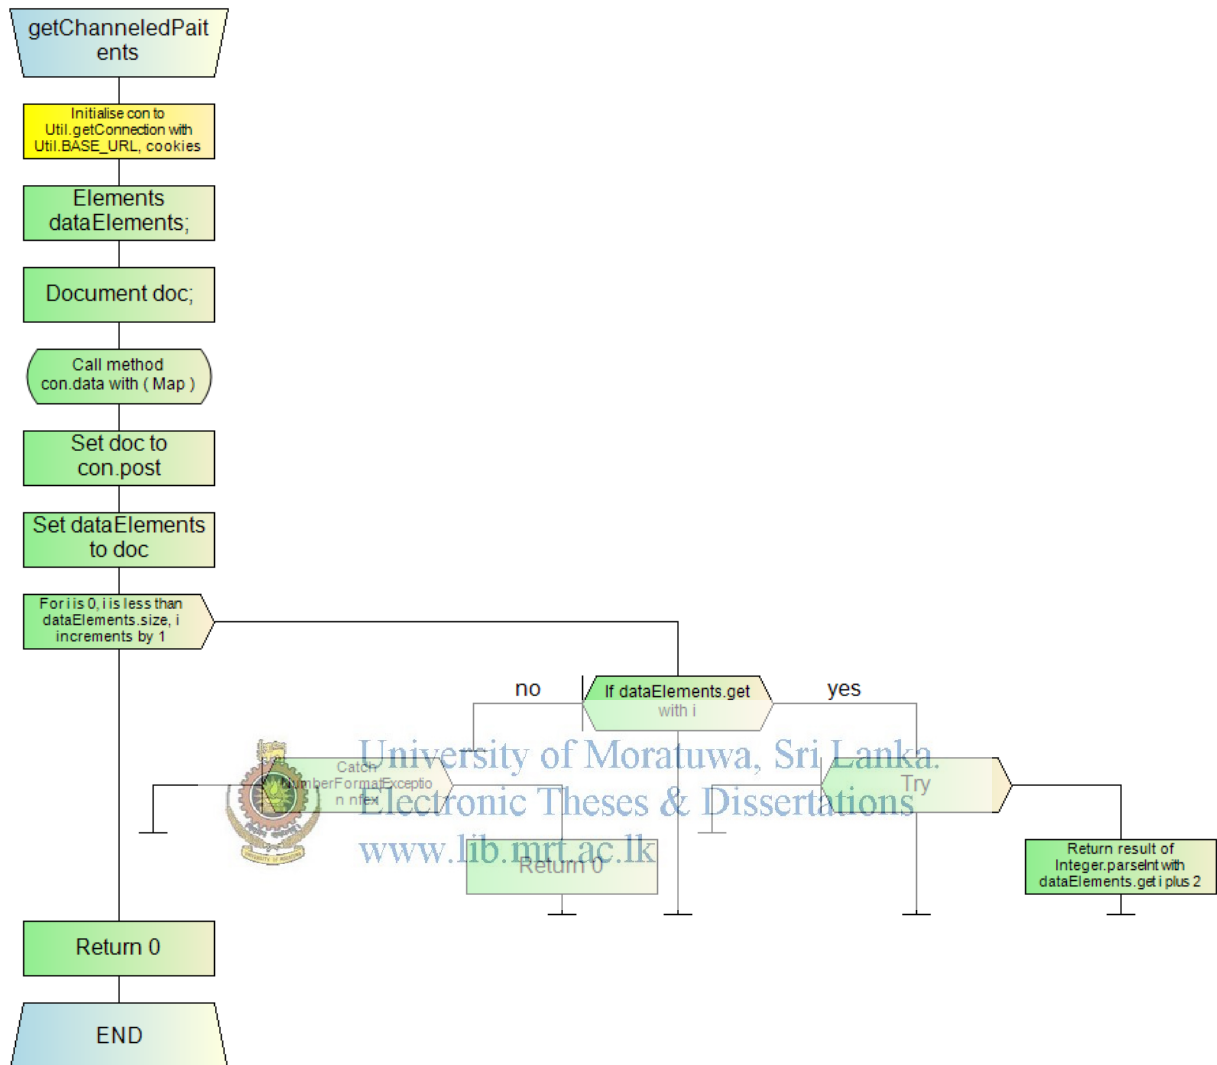 getChanneledPait
ents
Initialise con to
Util.getConnection with
Util.BASE_URL, cookies
Elements
dataElements;
Document doc;
Call method
con.data with ( Map )
Set doc to
con.post
Set dataElements
to doc
For i is 0, i is less than
dataElements.size, i
increments by 1
no
If dataElements.get
with i
yes
University of Moratuwa, Sri Lanka.
Electronic Theses & Dissertations
www.lib.mrt.ac.lk
Catch
NumberFormatExceptio
n nfex
Try
Return 0
Return result of
Integer.parseInt with
dataElements.get i plus 2
Return 0
END